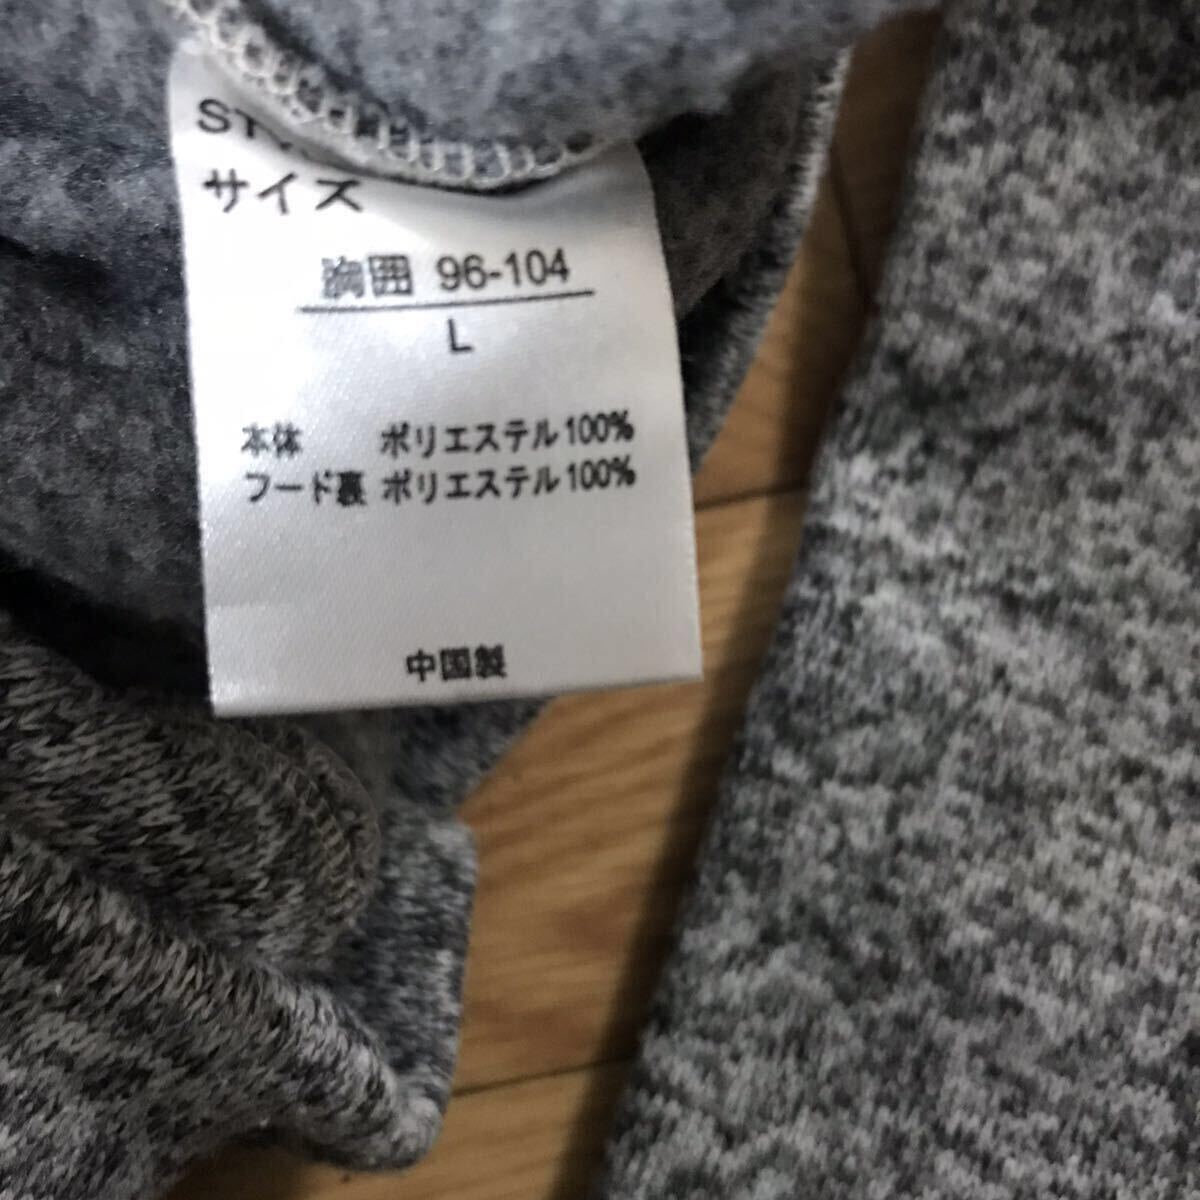 サイズ
胸囲 96-104
L
本体 ポリエステル100%
フード裏 ポリエステル100%
中国製